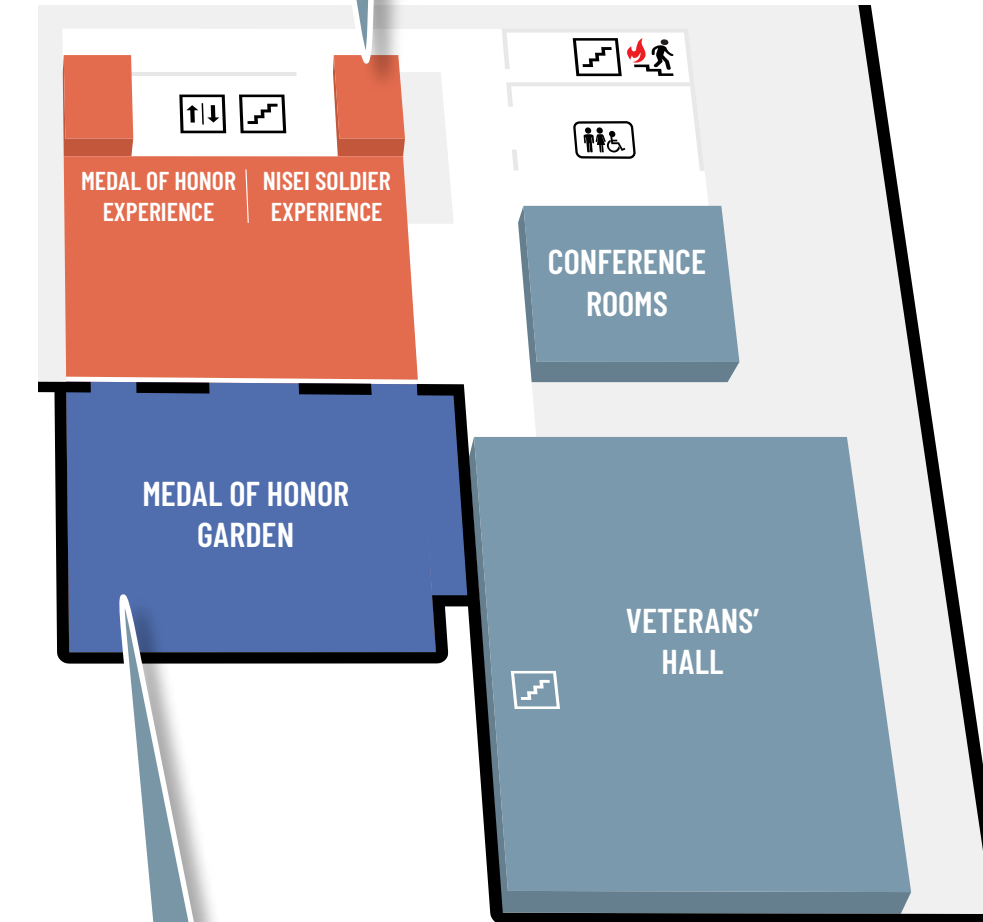 MEDAL OF HONOR
EXPERIENCE
NISEI SOLDIER
EXPERIENCE
CONFERENCE
ROOMS
MEDAL OF HONOR
GARDEN
VETERANS’
HALL